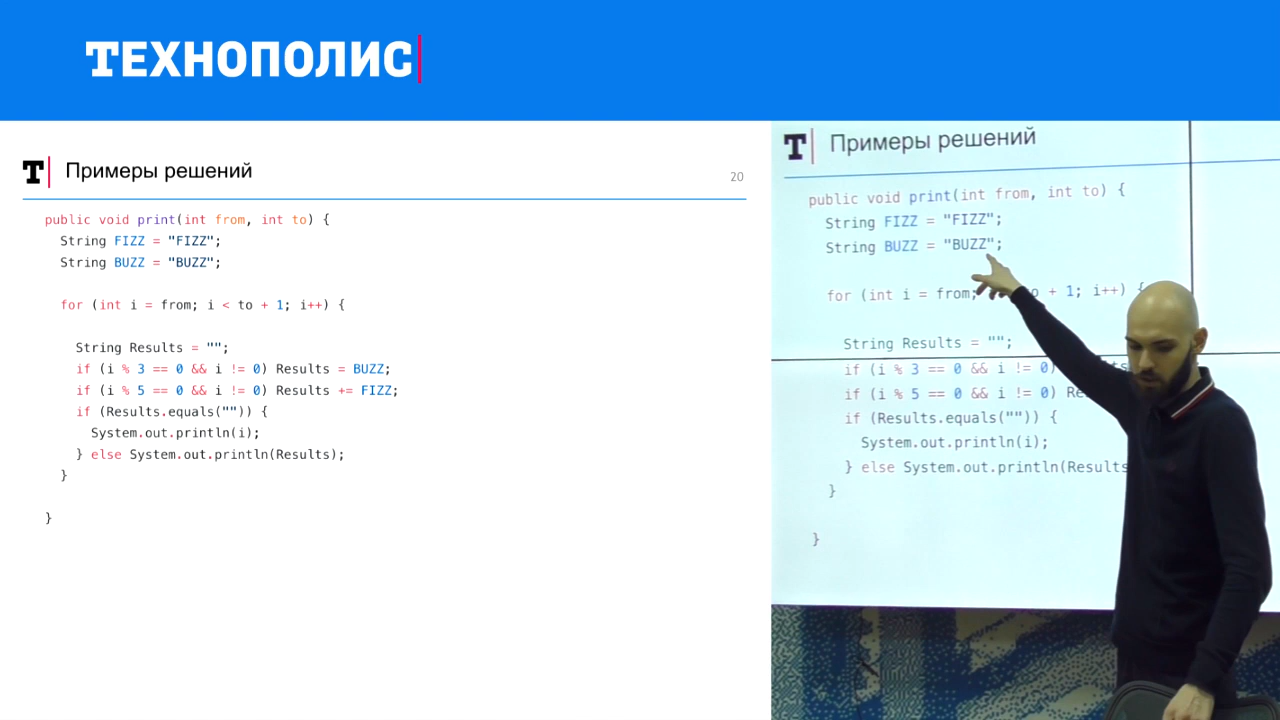 ТЕХНОПОЛИС
T Примеры решений
20
public void print(int from, int to) {
String FIZZ = "FIZZ";
String BUZZ = "BUZZ";
for (int i = from; i < to + 1; i++) {
String Results = "";
if (i % 3 == 0 && i != 0) Results = BUZZ;
if (i % 5 == 0 && i != 0) Results += FIZZ;
if (Results.equals("")) {
System.out.println(i);
} else System.out.println(Results);
}
}
T Примеры решений
public void print(int from, int to) {
String FIZZ = "FIZZ";
String BUZZ = "BUZZ";
for (int i = from; o + 1; i++) {
String Results = "";
if (i % 3 == 0 && i != 0)
if (i % 5 == 0 && i != 0) Re
if (Results.equals("")) {
System.out.println(i);
} else System.out.println(Results
}
}